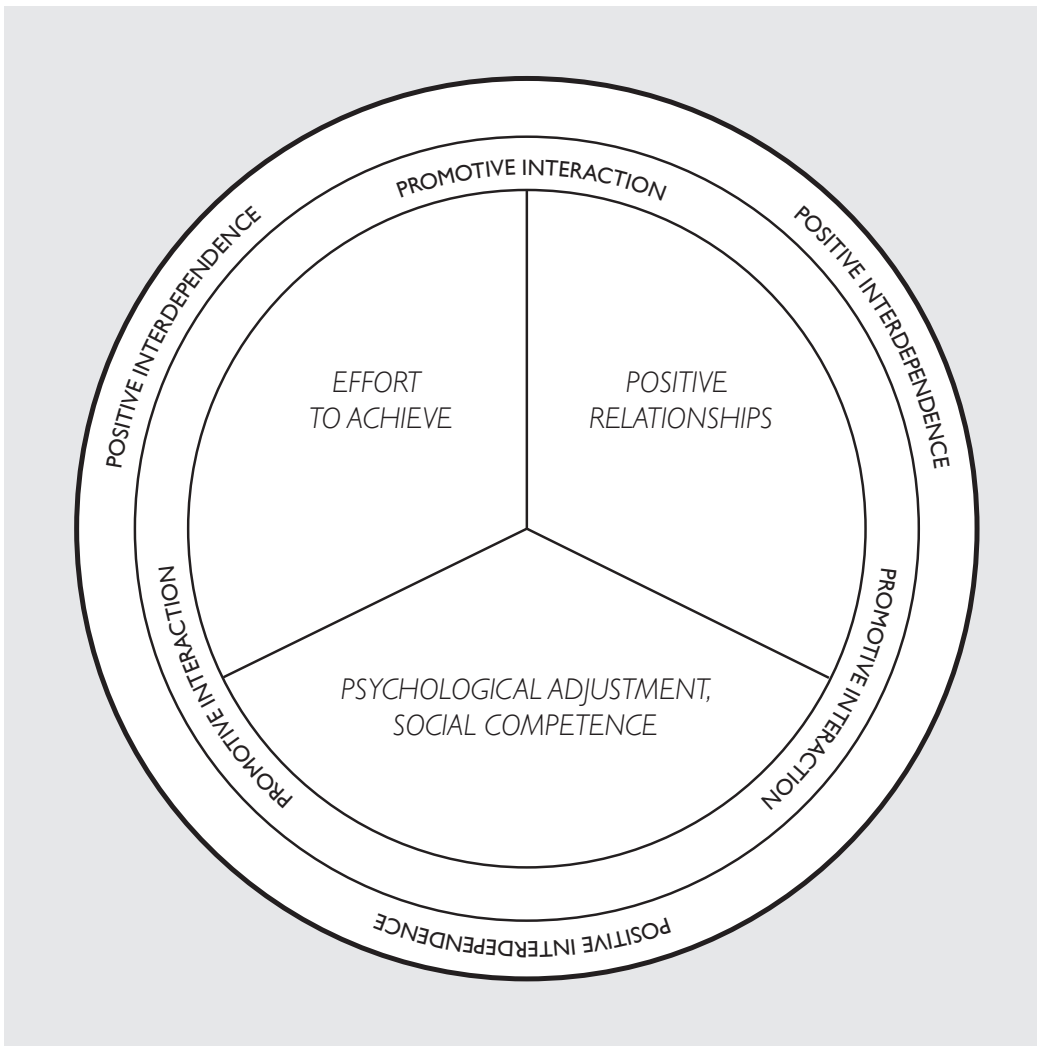 PROMOTIVE INTERACTION
POSITIVE INTERDEPENDENCE
POSITIVE INTERDEPENDENCE
EFFORT
TO ACHIEVE
POSITIVE
RELATIONSHIPS
PROMOTIVE INTERACTION
PROMOTIVE INTERACTION
PSYCHOLOGICAL ADJUSTMENT,
SOCIAL COMPETENCE
POSITIVE INTERDEPENDENCE